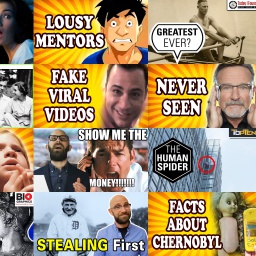 LOUSY
MENTORS
GREATEST
EVER?
FAKE
VIRAL
VIDEOS
NEVER
SEEN
SHOW ME THE
MONEY!!!!!!!
THE
HUMAN
SPIDER
STEALING First
FACTS
ABOUT
CHERNOBYL